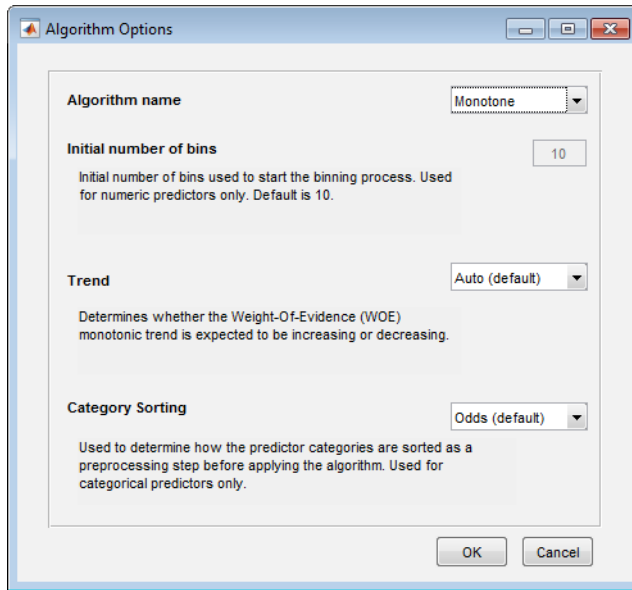 Algorithm Options
Algorithm name
Monotone
Initial number of bins
10
Initial number of bins used to start the binning process. Used
for numeric predictors only. Default is 10.
Trend
Auto (default)
Determines whether the Weight-Of-Evidence (WOE)
monotonic trend is expected to be increasing or decreasing.
Category Sorting
Odds (default)
Used to determine how the predictor categories are sorted as a
preprocessing step before applying the algorithm. Used for
categorical predictors only.
OK
Cancel